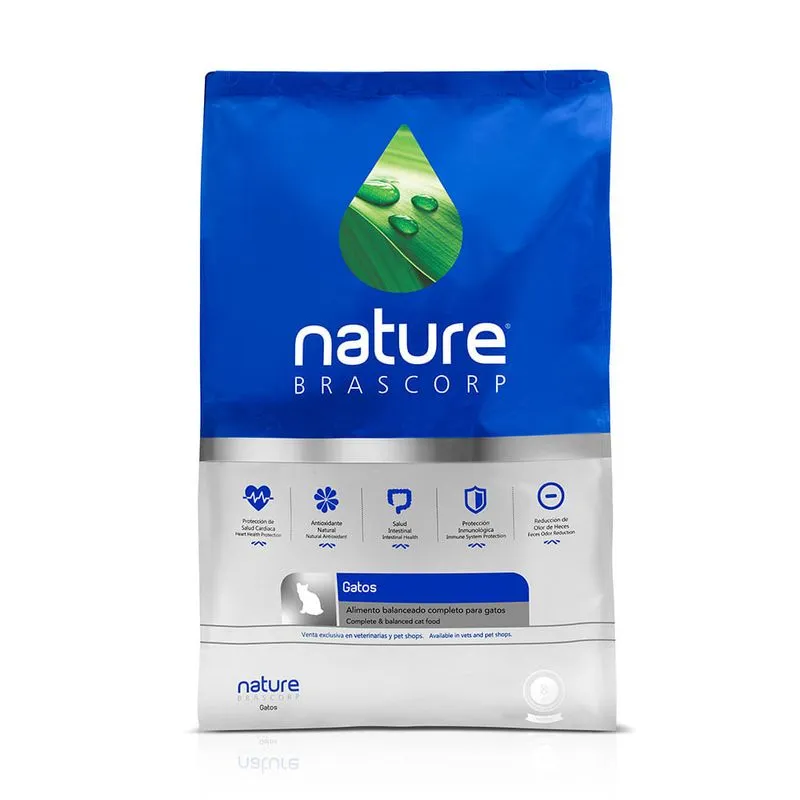 nature®
BRASCORP
Protección de
Salud Cardíaca
Heart Health Protection
Antioxidante
Natural
Natural Antioxidant
Salud
Intestinal
Intestinal Health
Protección
Inmunológica
Immune System Protection
Reducción de
Olor de Heces
Feces Odor Reduction
Gatos
Alimento balanceado completo para gatos
Complete & balanced cat food
Venta exclusiva en veterinarias y pet shops. Available in vets and pet shops.
nature
BRASCORP
Gatos